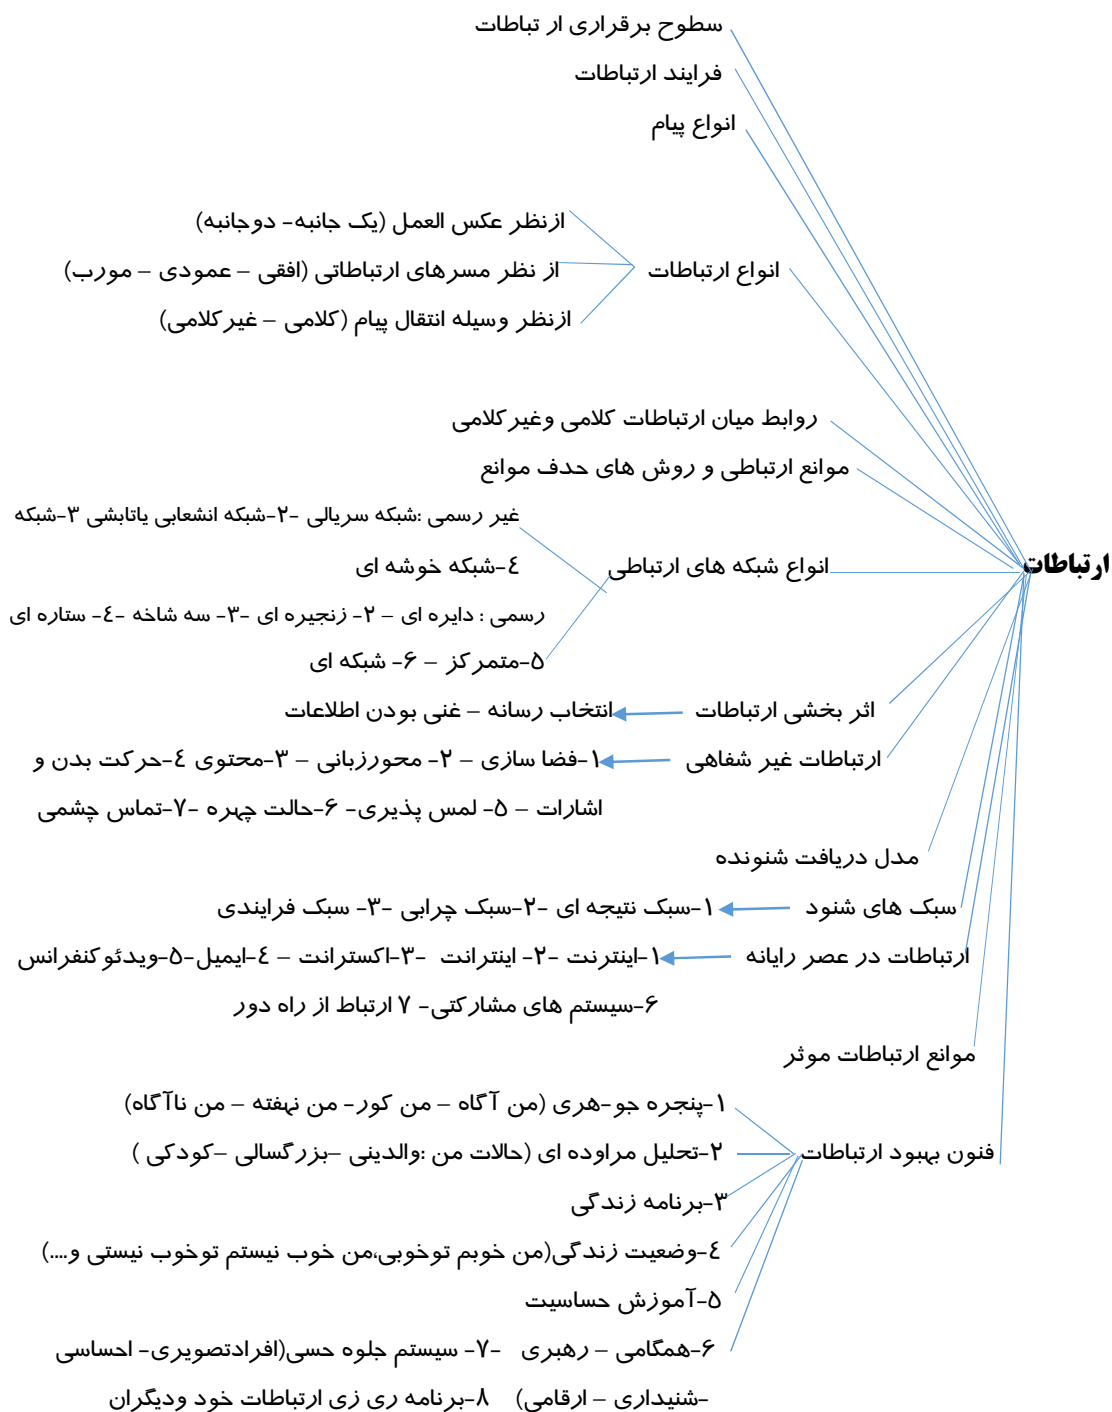 سطوح برقراری ار تباطات
فرایند ارتباطات
انواع پیام
ازنظر عکس العمل (یک جانبه- دوجانبه)
انواع ارتباطات
از نظر مسرهای ارتباطاتی (افقی – عمودی – مورب)
ازنظر وسیله انتقال پیام (کلامی – غیرکلامی)
روابط میان ارتباطات کلامی وغیرکلامی
موانع ارتباطی و روش های حدف موانع
غیر رسمی :شبکه سریالی -۲-شبکه انشعابی یاتابشی ۳-شبکه
ارتباطات
انواع شبکه های ارتباطی
۴-شبکه خوشه ای
رسمی : دایره ای – ۲- زنجیره ای -۳- سه شاخه -۴- ستاره ای
۵-متمرکز – ۶- شبکه ای
اثر بخشی ارتباطات
انتخاب رسانه – غنی بودن اطلاعات
ارتباطات غیر شفاهی
۱-فضا سازی – ۲- محورزبانی – ۳-محتوی ۴-حرکت بدن و
اشارات – ۵- لمس پذیری- ۶-حالت چهره -۷-تماس چشمی
مدل دریافت شنونده
سبک های شنود
۱-سبک نتیجه ای -۲-سبک چرابی -۳- سبک فرایندی
ارتباطات در عصر رایانه
۱-اینترنت -۲- اینترانت -۳-اکسترانت – ۴-ایمیل-۵-ویدئوکنفرانس
۶-سیستم های مشارکتی- ۷ ارتباط از راه دور
موانع ارتباطات موثر
۱-پنجره جو-هری (من آگاه – من کور- من نهفته – من ناآگاه)
فنون بهبود ارتباطات
۲-تحلیل مراوده ای (حالات من :والدینی –بزرگسالی –کودکی )
۳-برنامه زندگی
۴-وضعیت زندگی(من خوبم توخوبی،من خوب نیستم توخوب نیستی و....)
۵-آموزش حساسیت
۶-همگامی – رهبری -۷- سیستم جلوه حسی(افرادتصویری- احساسی
-شنیداری – ارقامی) ۸-برنامه ری زی ارتباطات خود ودیگران